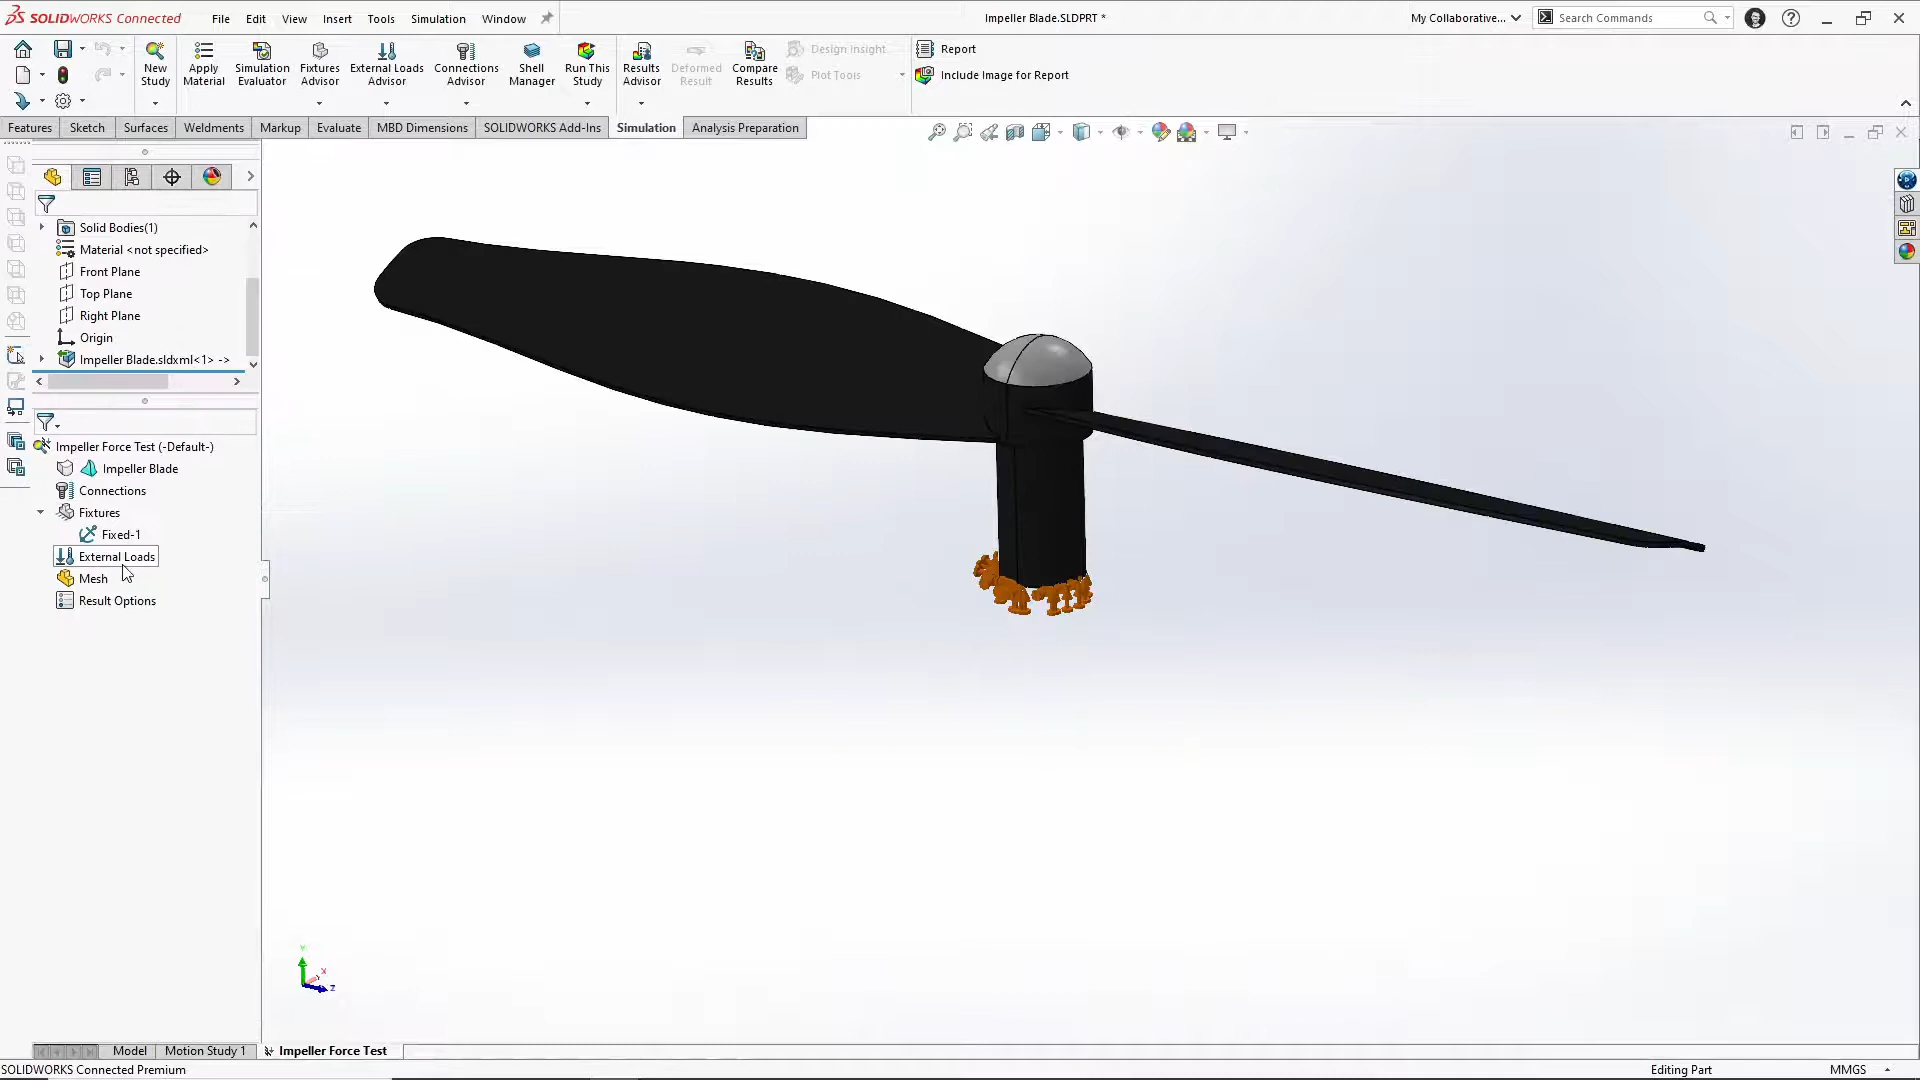 SOLIDWORKS Connected
File Edit View Insert Tools Simulation Window
Impeller Blade.SLDPRT *
My Collaborative...
Search Commands
New Study
Apply Material
Simulation Evaluator
Fixtures Advisor
External Loads Advisor
Connections Advisor
Shell Manager
Run This Study
Results Advisor
Deformed Result
Compare Results
Design Insight
Plot Tools
Report
Include Image for Report
Features Sketch Surfaces Weldments Markup Evaluate MBD Dimensions SOLIDWORKS Add-Ins Simulation Analysis Preparation
Solid Bodies(1)
Material <not specified>
Front Plane
Top Plane
Right Plane
Origin
Impeller Blade.sldxml<1> ->
Impeller Force Test (-Default-)
Impeller Blade
Connections
Fixtures
Fixed-1
External Loads
Mesh
Result Options
Y
X
Z
Model Motion Study 1 Impeller Force Test
SOLIDWORKS Connected Premium
Editing Part
MMGS